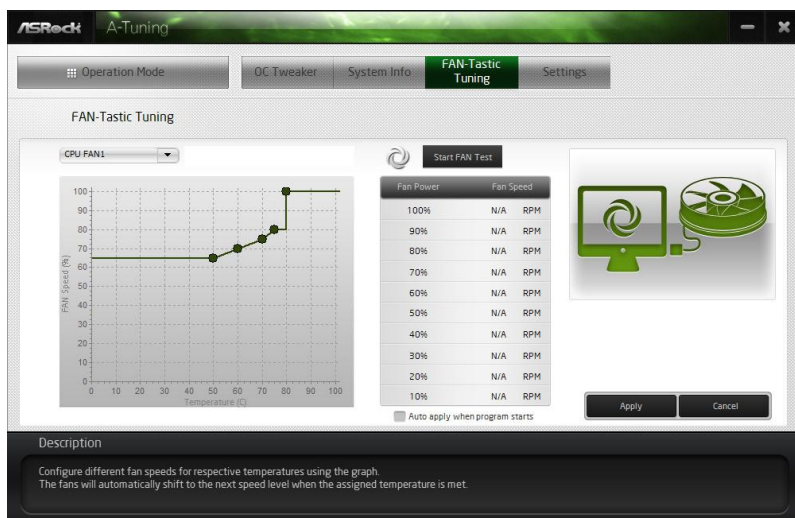 ASRock A-Tuning
Operation Mode OC Tweaker System Info FAN-Tastic Tuning Settings
FAN-Tastic Tuning
CPU FAN1
Start FAN Test
100
90
80
70
60
50
40
30
20
10
0
FAN Speed (%)
0 10 20 30 40 50 60 70 80 90 100
Temperature (C)
Fan Power Fan Speed
100% N/A RPM
90% N/A RPM
80% N/A RPM
70% N/A RPM
60% N/A RPM
50% N/A RPM
40% N/A RPM
30% N/A RPM
20% N/A RPM
10% N/A RPM
Auto apply when program starts
Apply Cancel
Description
Configure different fan speeds for respective temperatures using the graph.
The fans will automatically shift to the next speed level when the assigned temperature is met.